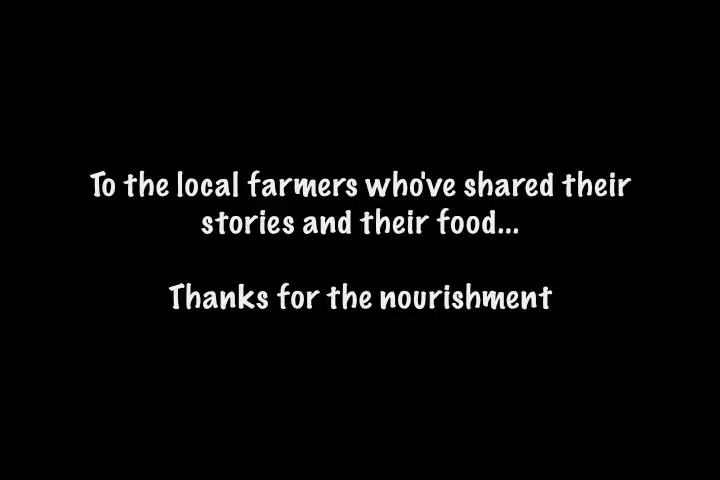 To the local farmers who've shared their
stories and their food...
Thanks for the nourishment